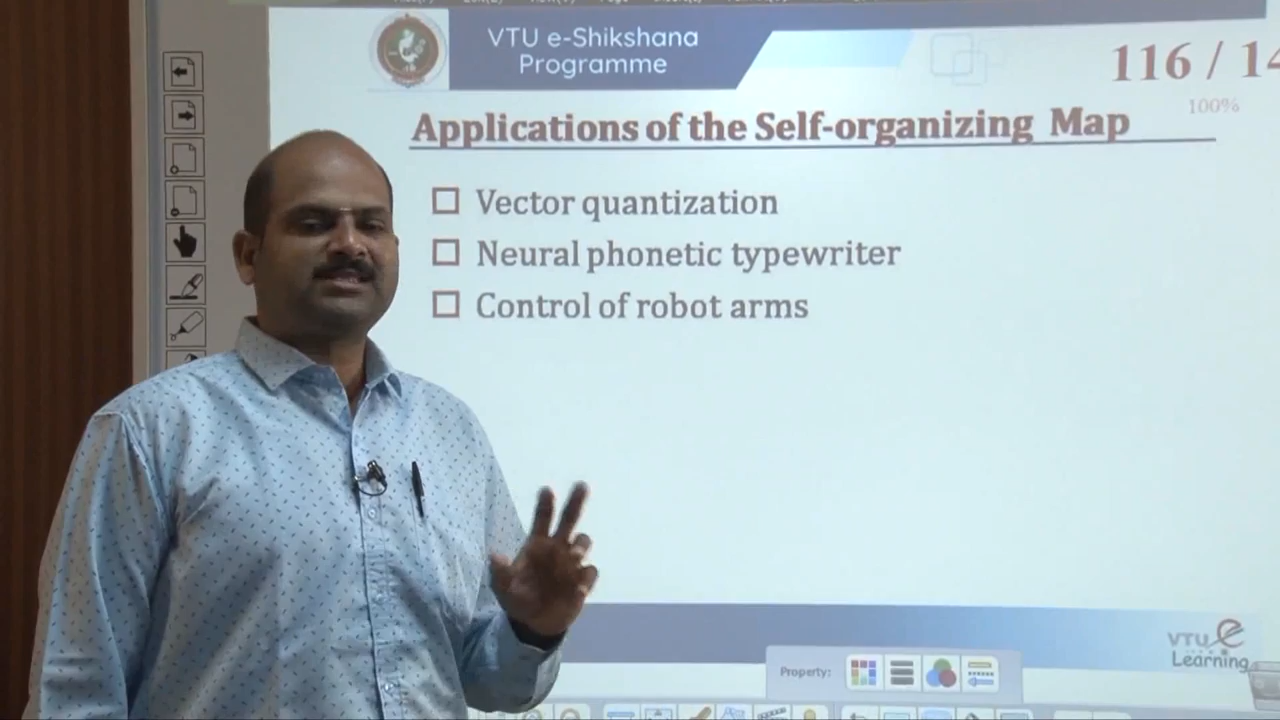 VTU e-Shikshana
Programme
116 / 14
100%
Applications of the Self-organizing Map
Vector quantization
Neural phonetic typewriter
Control of robot arms
VTU e
Learning
Property: